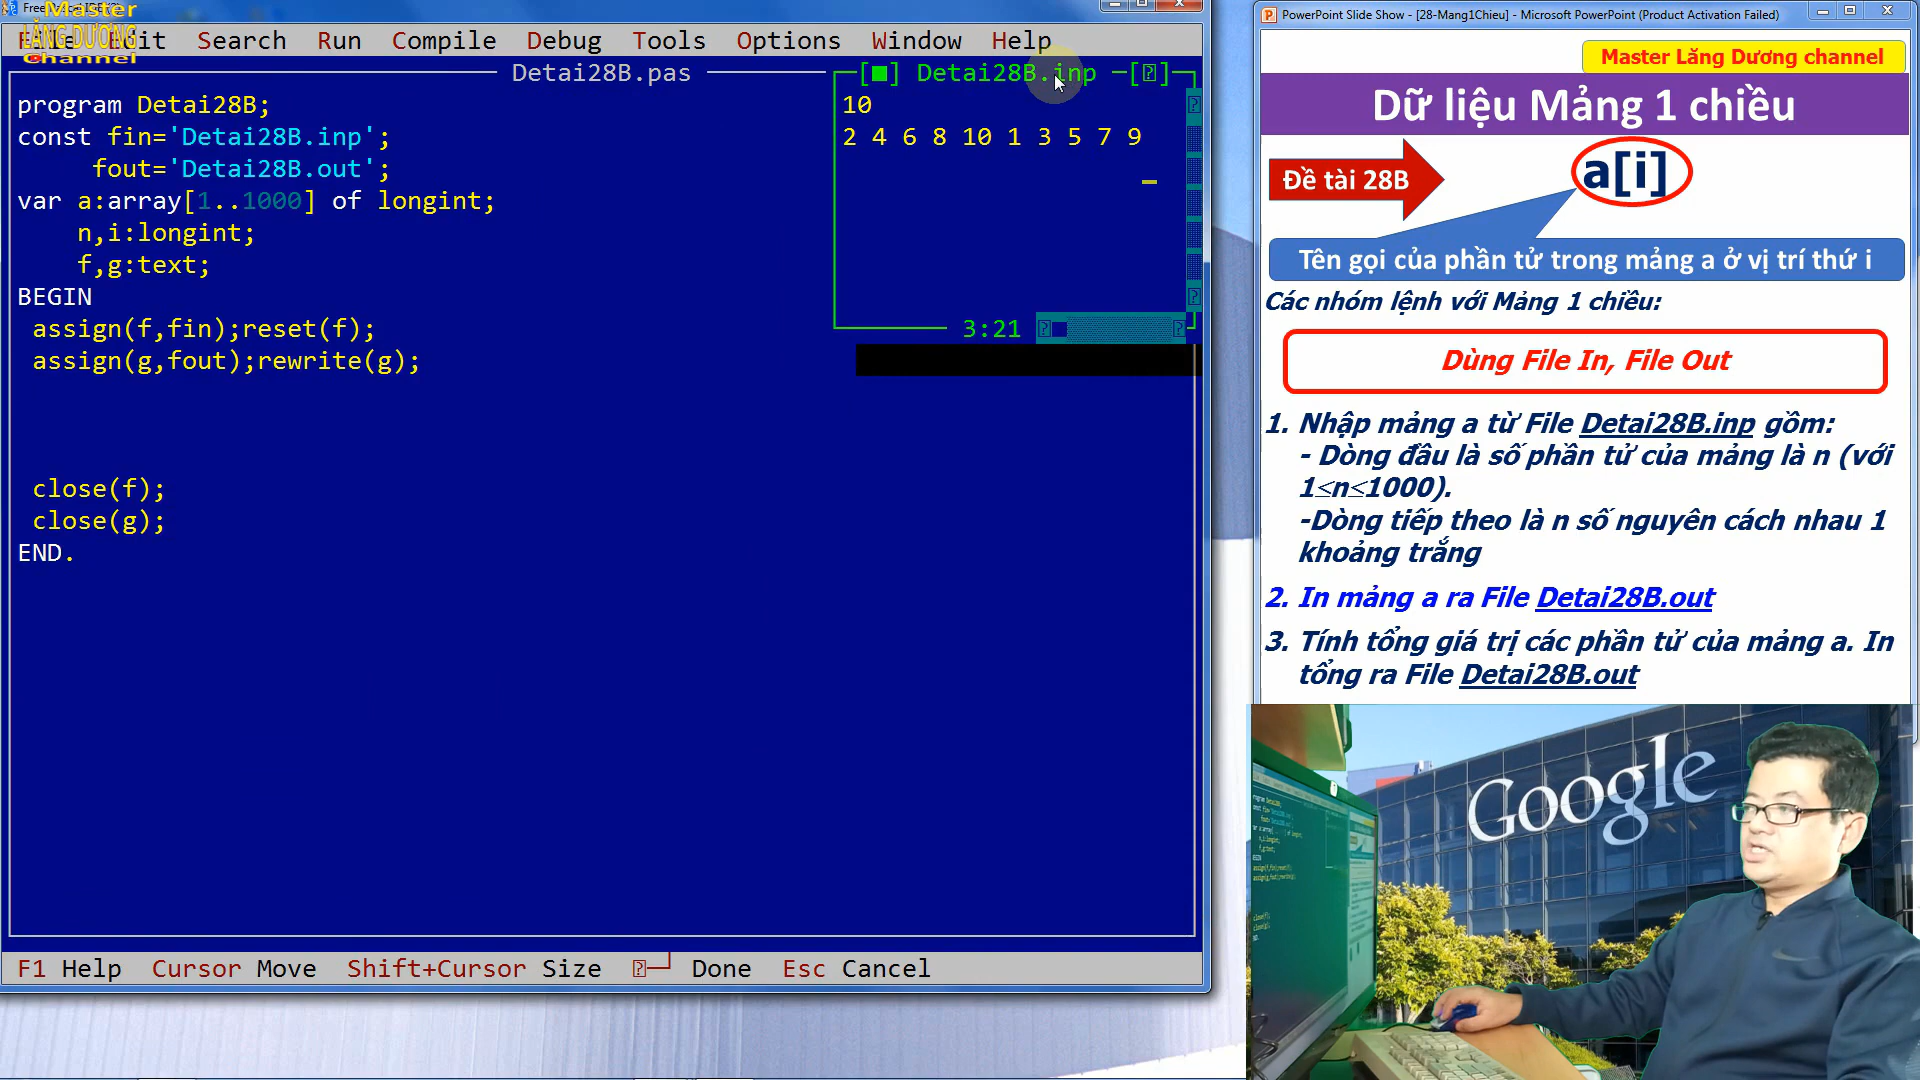 Master
LĂNG DƯƠNG
Channel
Edit Search Run Compile Debug Tools Options Window Help
Detai28B.pas
program Detai28B;
const fin='Detai28B.inp';
fout='Detai28B.out';
var a:array[1..1000] of longint;
n,i:longint;
f,g:text;
BEGIN
assign(f,fin);reset(f);
assign(g,fout);rewrite(g);
close(f);
close(g);
END.
[■] Detai28B.inp
10
2 4 6 8 10 1 3 5 7 9
3:21
F1 Help Cursor Move Shift+Cursor Size Done Esc Cancel
PowerPoint Slide Show - [28-Mang1Chieu] - Microsoft PowerPoint (Product Activation Failed)
Master Lăng Dương channel
Dữ liệu Mảng 1 chiều
Đề tài 28B
a[i]
Tên gọi của phần tử trong mảng a ở vị trí thứ i
Các nhóm lệnh với Mảng 1 chiều:
Dùng File In, File Out
1. Nhập mảng a từ File Detai28B.inp gồm:
- Dòng đầu là số phần tử của mảng là n (với
1≤n≤1000).
-Dòng tiếp theo là n số nguyên cách nhau 1
khoảng trắng
2. In mảng a ra File Detai28B.out
3. Tính tổng giá trị các phần tử của mảng a. In
tổng ra File Detai28B.out
Google